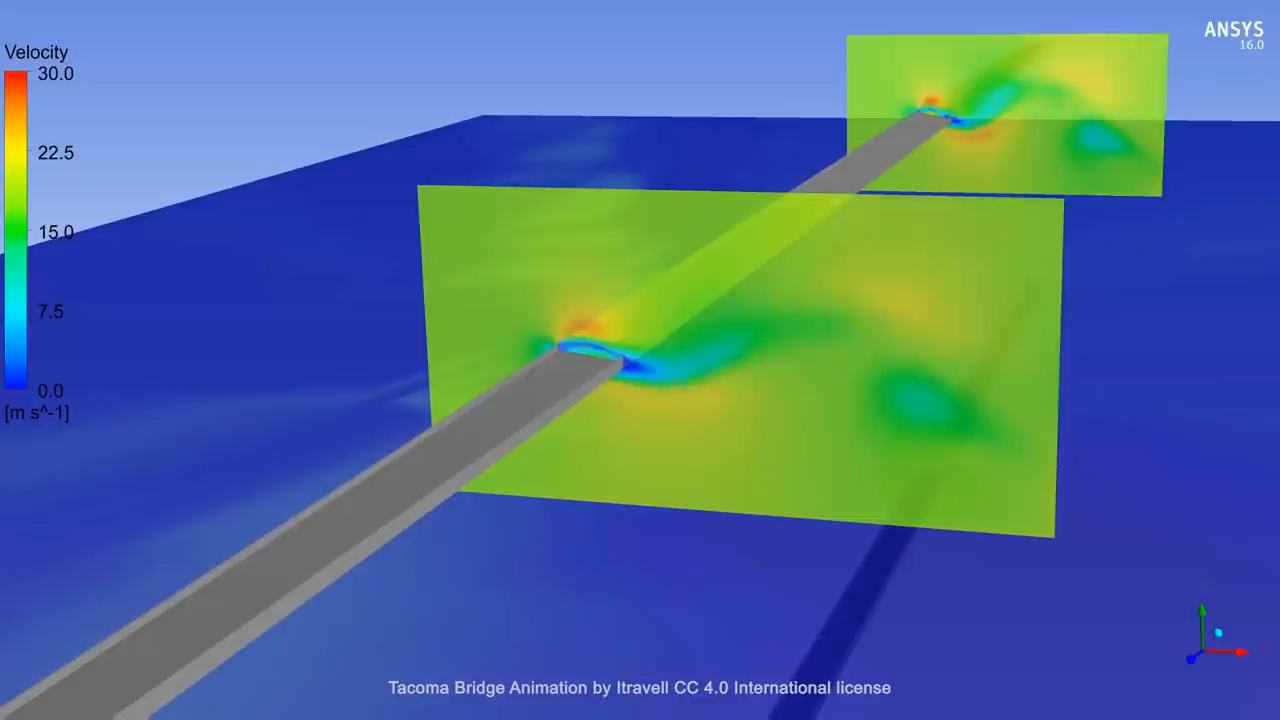 ANSYS
16.0
Velocity
30.0
22.5
15.0
7.5
0.0
[m s^-1]
Tacoma Bridge Animation by Itravell CC 4.0 International license